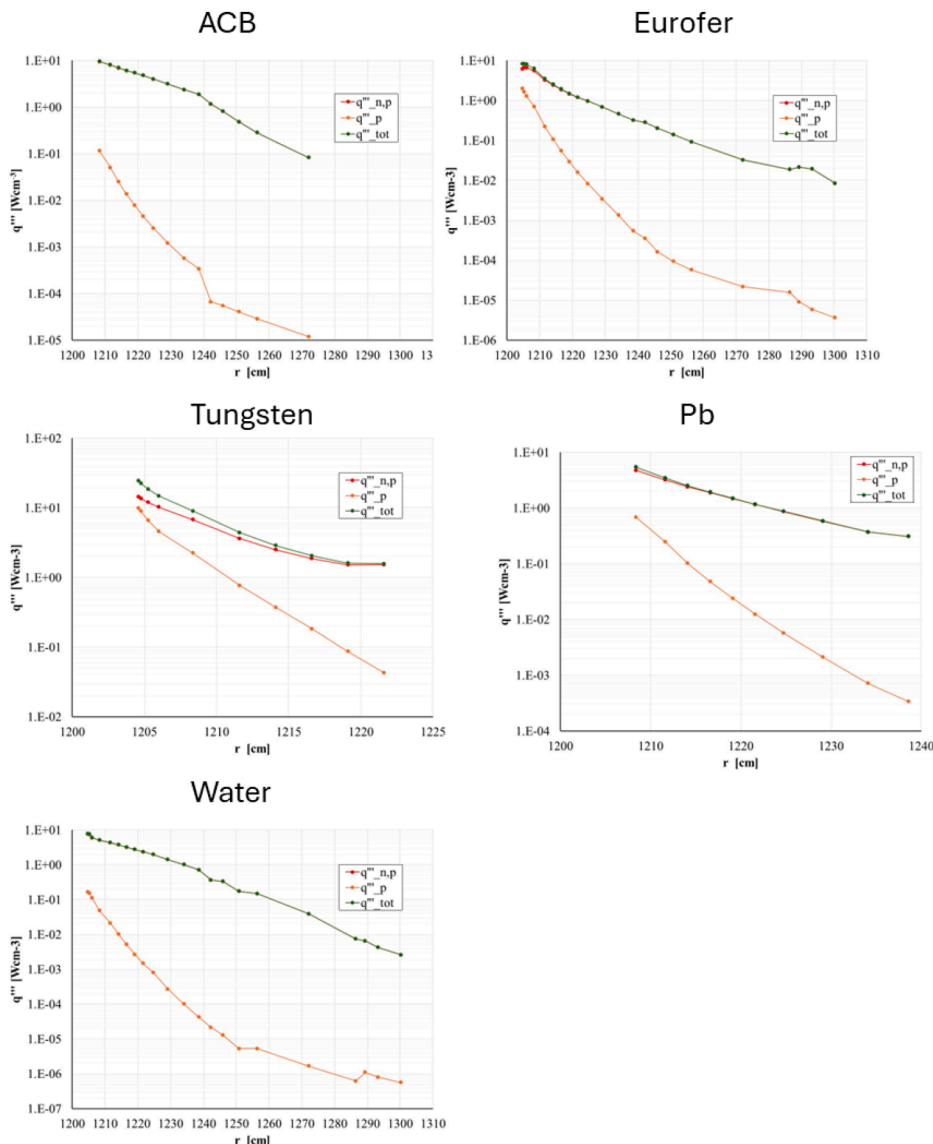 ACB
q''' [Wcm-3]
1.E+01
1.E+00
1.E-01
1.E-02
1.E-03
1.E-04
1.E-05
q'''_n,p
q'''_p
q'''_tot
1200 1210 1220 1230 1240 1250 1260 1270 1280 1290 1300 13
r [cm]
Eurofer
q''' [Wcm-3]
1.E+01
1.E+00
1.E-01
1.E-02
1.E-03
1.E-04
1.E-05
1.E-06
q'''_n,p
q'''_p
q'''_tot
1200 1210 1220 1230 1240 1250 1260 1270 1280 1290 1300 1310
r [cm]
Tungsten
q''' [Wcm-3]
1.E+02
1.E+01
1.E+00
1.E-01
1.E-02
q'''_n,p
q'''_p
q'''_tot
1200 1205 1210 1215 1220 1225
r [cm]
Pb
q''' [Wcm-3]
1.E+01
1.E+00
1.E-01
1.E-02
1.E-03
1.E-04
q'''_n,p
q'''_p
q'''_tot
1200 1210 1220 1230 1240
r [cm]
Water
q''' [Wcm-3]
1.E+01
1.E+00
1.E-01
1.E-02
1.E-03
1.E-04
1.E-05
1.E-06
1.E-07
q'''_n,p
q'''_p
q'''_tot
1200 1210 1220 1230 1240 1250 1260 1270 1280 1290 1300 1310
r [cm]